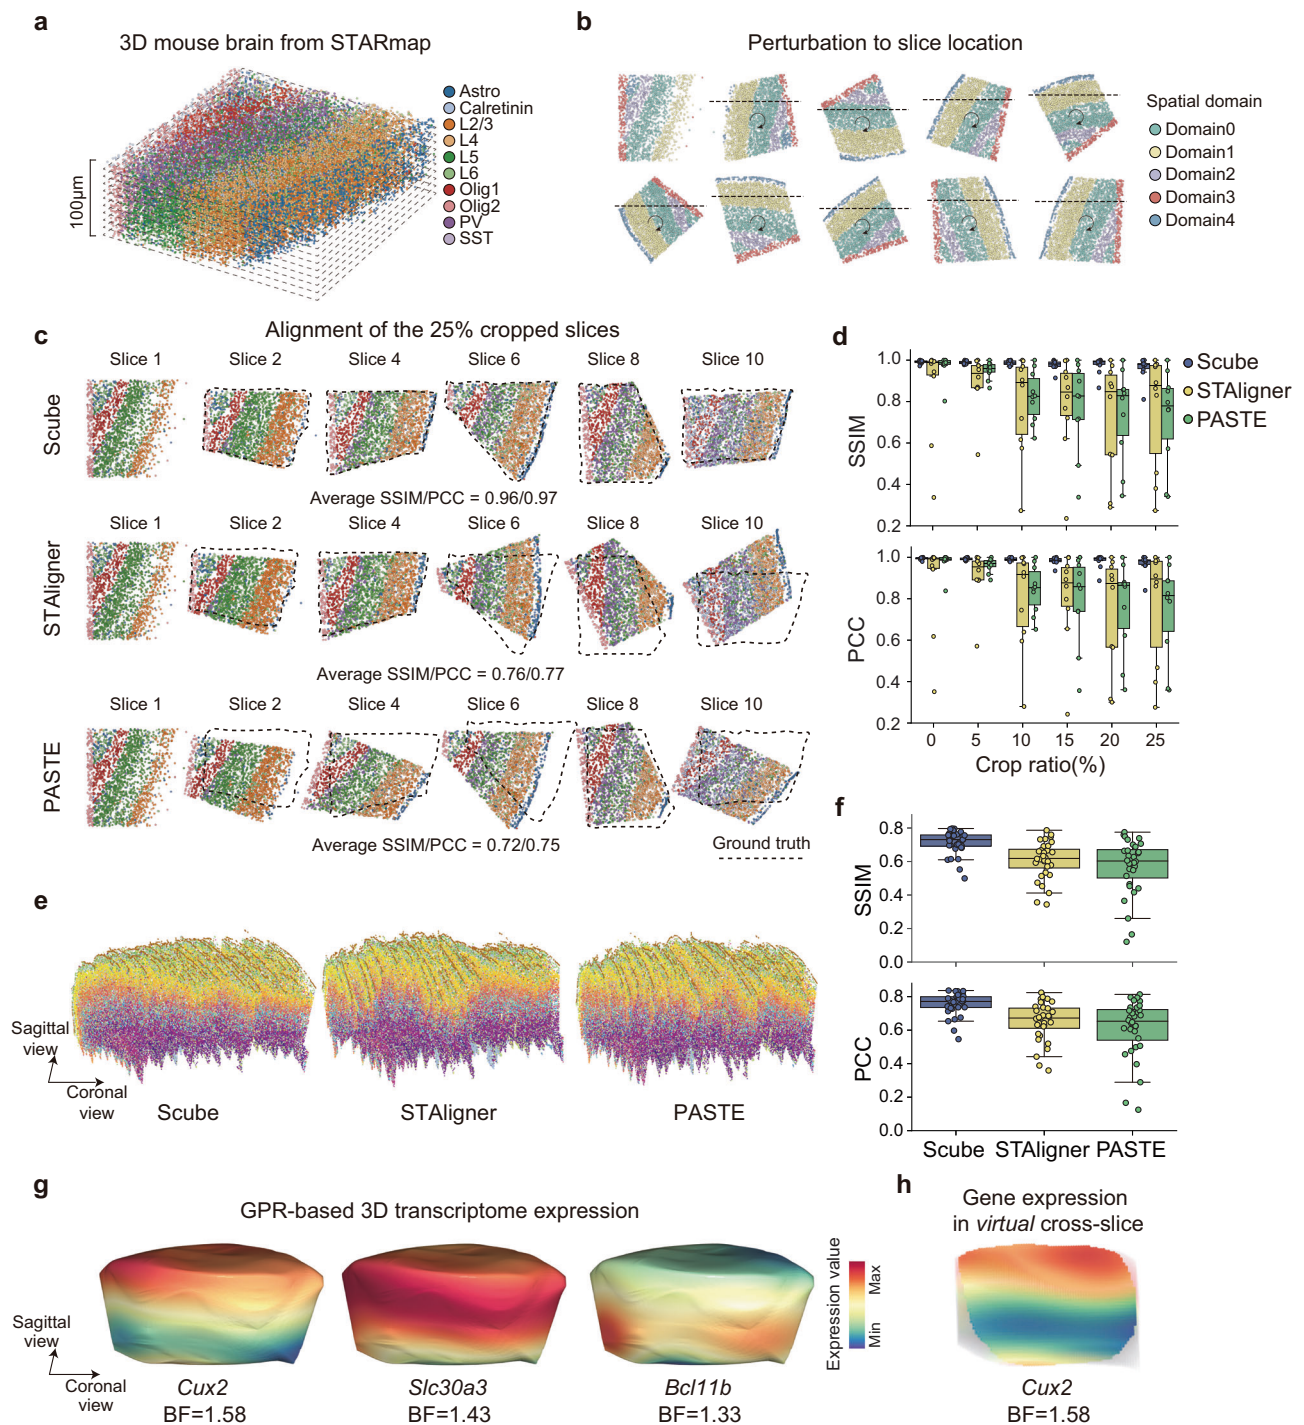 a
3D mouse brain from STARmap
100μm
Astro
Calretinin
L2/3
L4
L5
L6
Olig1
Olig2
PV
SST
b
Perturbation to slice location
Spatial domain
Domain0
Domain1
Domain2
Domain3
Domain4
c
Alignment of the 25% cropped slices
Scube
Slice 1 Slice 2 Slice 4 Slice 6 Slice 8 Slice 10
Average SSIM/PCC = 0.96/0.97
STAligner
Slice 1 Slice 2 Slice 4 Slice 6 Slice 8 Slice 10
Average SSIM/PCC = 0.76/0.77
PASTE
Slice 1 Slice 2 Slice 4 Slice 6 Slice 8 Slice 10
Average SSIM/PCC = 0.72/0.75
Ground truth
d
SSIM
1.0
0.8
0.6
0.4
0.2
Scube
STAligner
PASTE
PCC
1.0
0.8
0.6
0.4
0.2
0 5 10 15 20 25
Crop ratio(%)
e
Sagittal
view
Coronal
view
Scube STAligner PASTE
f
SSIM
0.8
0.6
0.4
0.2
0.0
PCC
0.8
0.6
0.4
0.2
0.0
Scube STAligner PASTE
g
GPR-based 3D transcriptome expression
Sagittal
view
Coronal
view
Cux2
BF=1.58
Slc30a3
BF=1.43
Bcl11b
BF=1.33
Expression value
Min Max
h
Gene expression
in virtual cross-slice
Cux2
BF=1.58